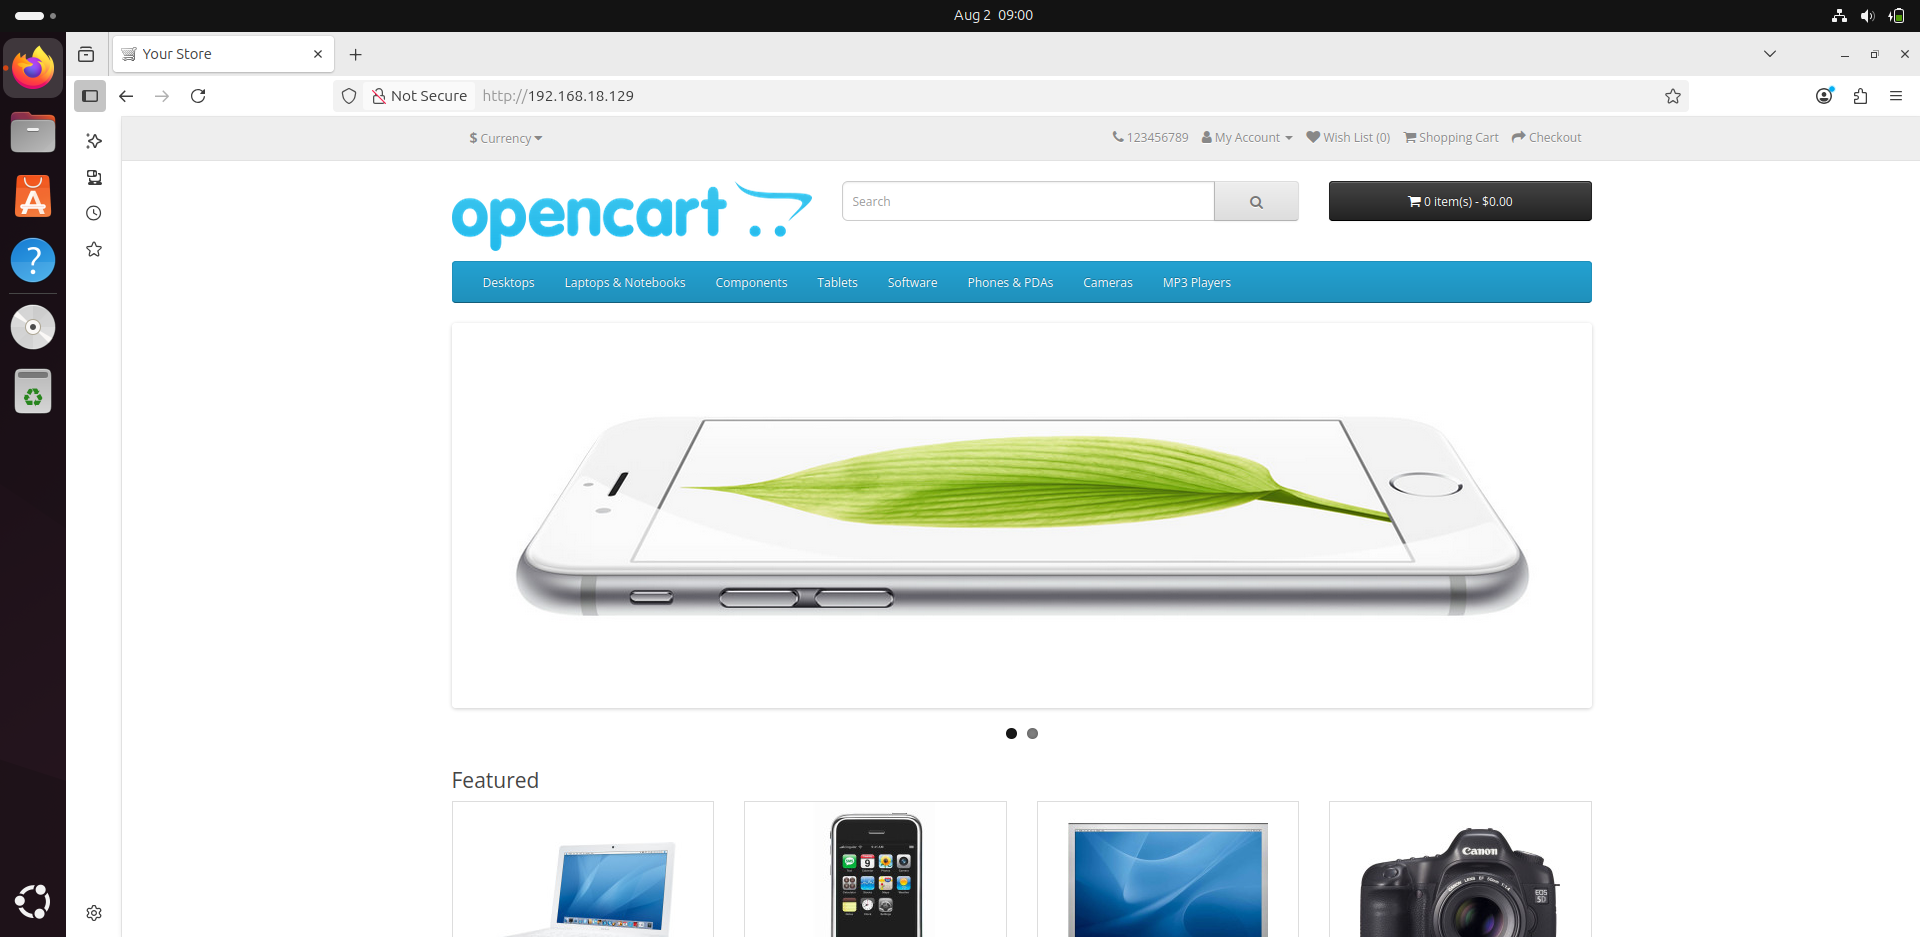 Aug 2 09:00
Your Store
Not Secure
http://192.168.18.129
$ Currency
123456789
My Account
Wish List (0)
Shopping Cart
Checkout
opencart
Search
0 item(s) - $0.00
Desktops
Laptops & Notebooks
Components
Tablets
Software
Phones & PDAs
Cameras
MP3 Players
Featured
Canon
EOS
5D